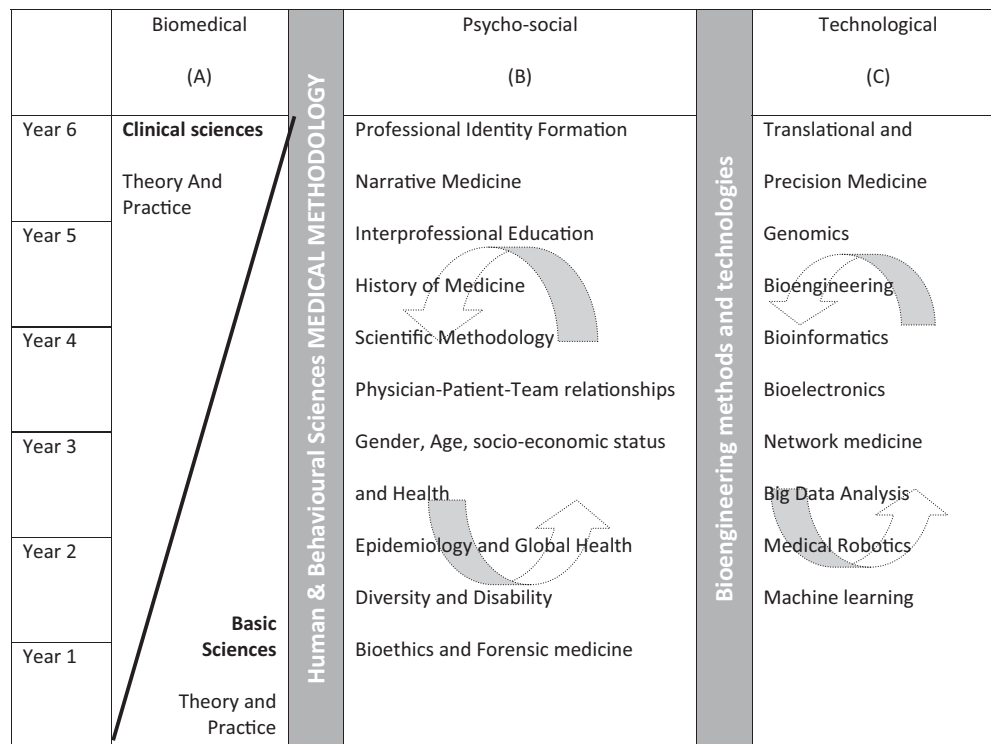 Biomedical
(A)
Psycho-social
(B)
Technological
(C)
Year 6
Year 5
Year 4
Year 3
Year 2
Year 1
Clinical sciences
Theory And
Practice
Basic
Sciences
Theory and
Practice
Human & Behavioural Sciences MEDICAL METHODOLOGY
Professional Identity Formation
Narrative Medicine
Interprofessional Education
History of Medicine
Scientific Methodology
Physician-Patient-Team relationships
Gender, Age, socio-economic status
and Health
Epidemiology and Global Health
Diversity and Disability
Bioethics and Forensic medicine
Bioengineering methods and technologies
Translational and
Precision Medicine
Genomics
Bioengineering
Bioinformatics
Bioelectronics
Network medicine
Big Data Analysis
Medical Robotics
Machine learning